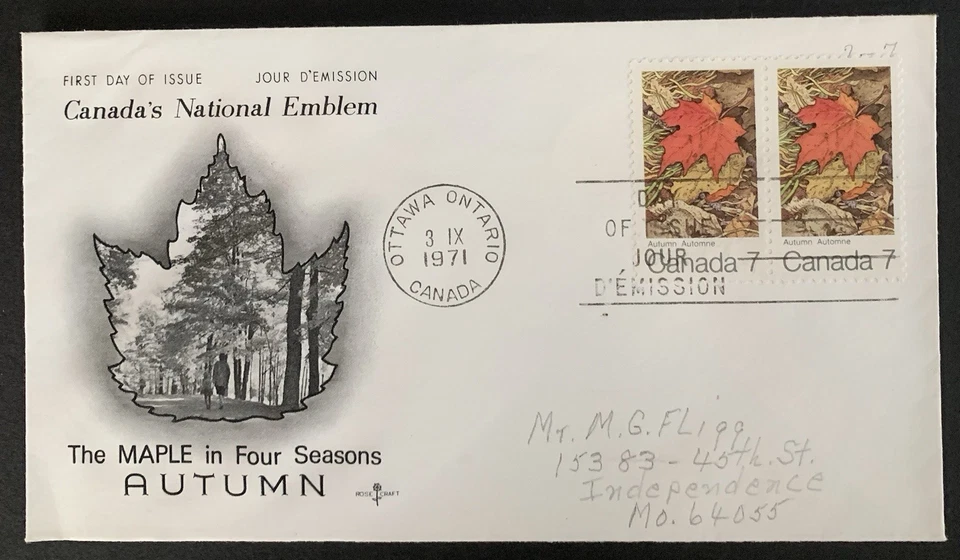 FIRST DAY OF ISSUE JOUR D'EMISSION
Canada's National Emblem
OTTAWA ONTARIO
3 IX
1971
CANADA
OF
JOUR
D'ÉMISSION
Autumn Automne
Canada 7
Autumn Automne
Canada 7
The MAPLE in Four Seasons
AUTUMN
ROSE CRAFT
Mr. M.G. Fligg
15383-45th. St.
Independence
Mo. 64055